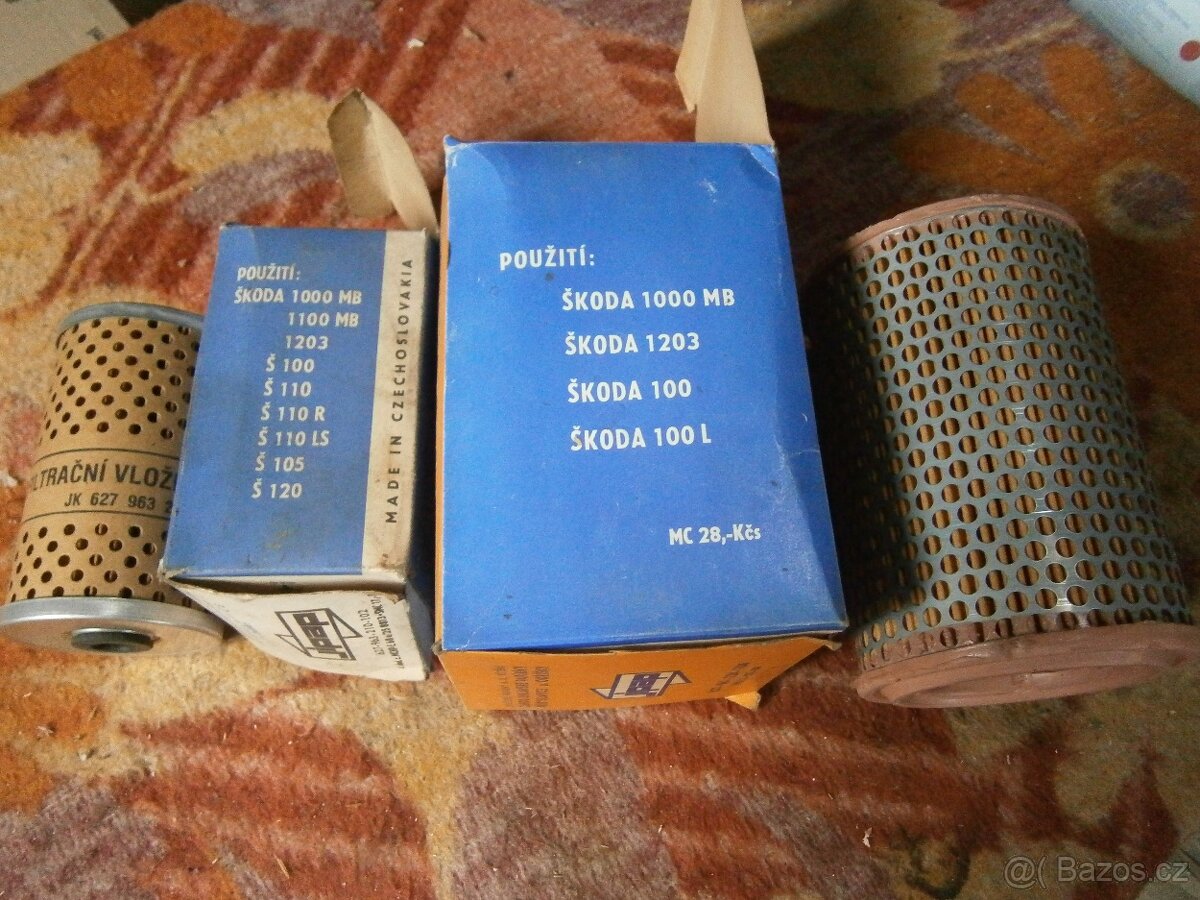 POUŽITÍ:
ŠKODA 1000 MB
1100 MB
1203
Š 100
Š 110
Š 110 R
Š 110 LS
Š 105
Š 120
MADE IN CZECHOSLOVAKIA
POUŽITÍ:
ŠKODA 1000 MB
ŠKODA 1203
ŠKODA 100
ŠKODA 100 L
MC 28,-Kčs
JK 627 963
@( Bazos.cz